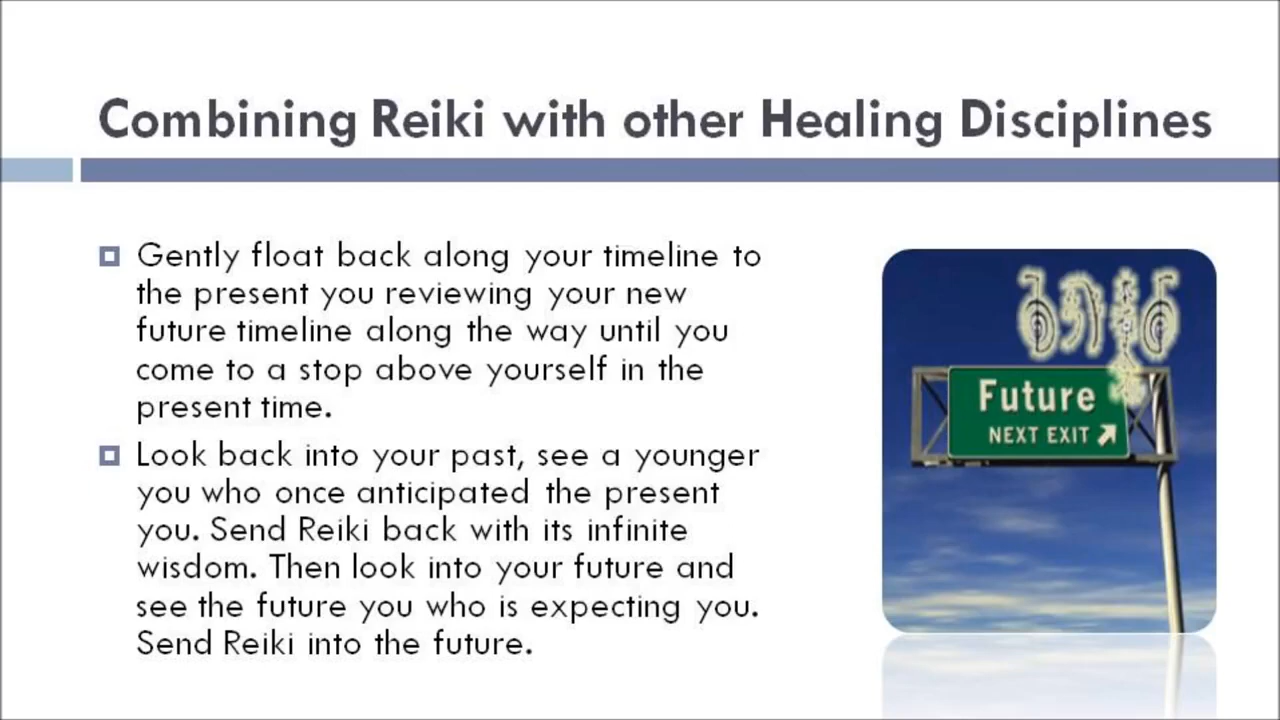 Combining Reiki with other Healing Disciplines
Gently float back along your timeline to
the present you reviewing your new
future timeline along the way until you
come to a stop above yourself in the
present time.
Look back into your past, see a younger
you who once anticipated the present
you. Send Reiki back with its infinite
wisdom. Then look into your future and
see the future you who is expecting you.
Send Reiki into the future.
Future
NEXT EXIT